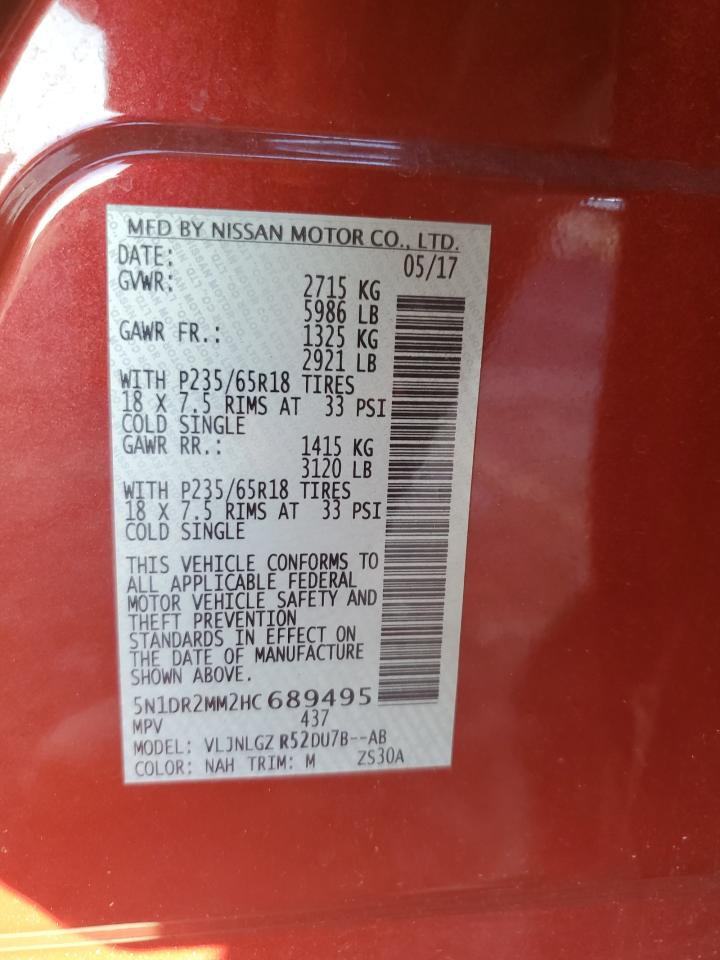 MFD BY NISSAN MOTOR CO., LTD.
DATE: 05/17
GVWR: 2715 KG
5986 LB
GAWR FR.: 1325 KG
2921 LB
WITH P235/65R18 TIRES
18 X 7.5 RIMS AT 33 PSI
COLD SINGLE
GAWR RR.: 1415 KG
3120 LB
WITH P235/65R18 TIRES
18 X 7.5 RIMS AT 33 PSI
COLD SINGLE
THIS VEHICLE CONFORMS TO
ALL APPLICABLE FEDERAL
MOTOR VEHICLE SAFETY AND
THEFT PREVENTION
STANDARDS IN EFFECT ON
THE DATE OF MANUFACTURE
SHOWN ABOVE.
5N1DR2MM2HC 689495
MPV 437
MODEL: VLJNLGZ R52DU7B--AB
COLOR: NAH TRIM: M ZS30A